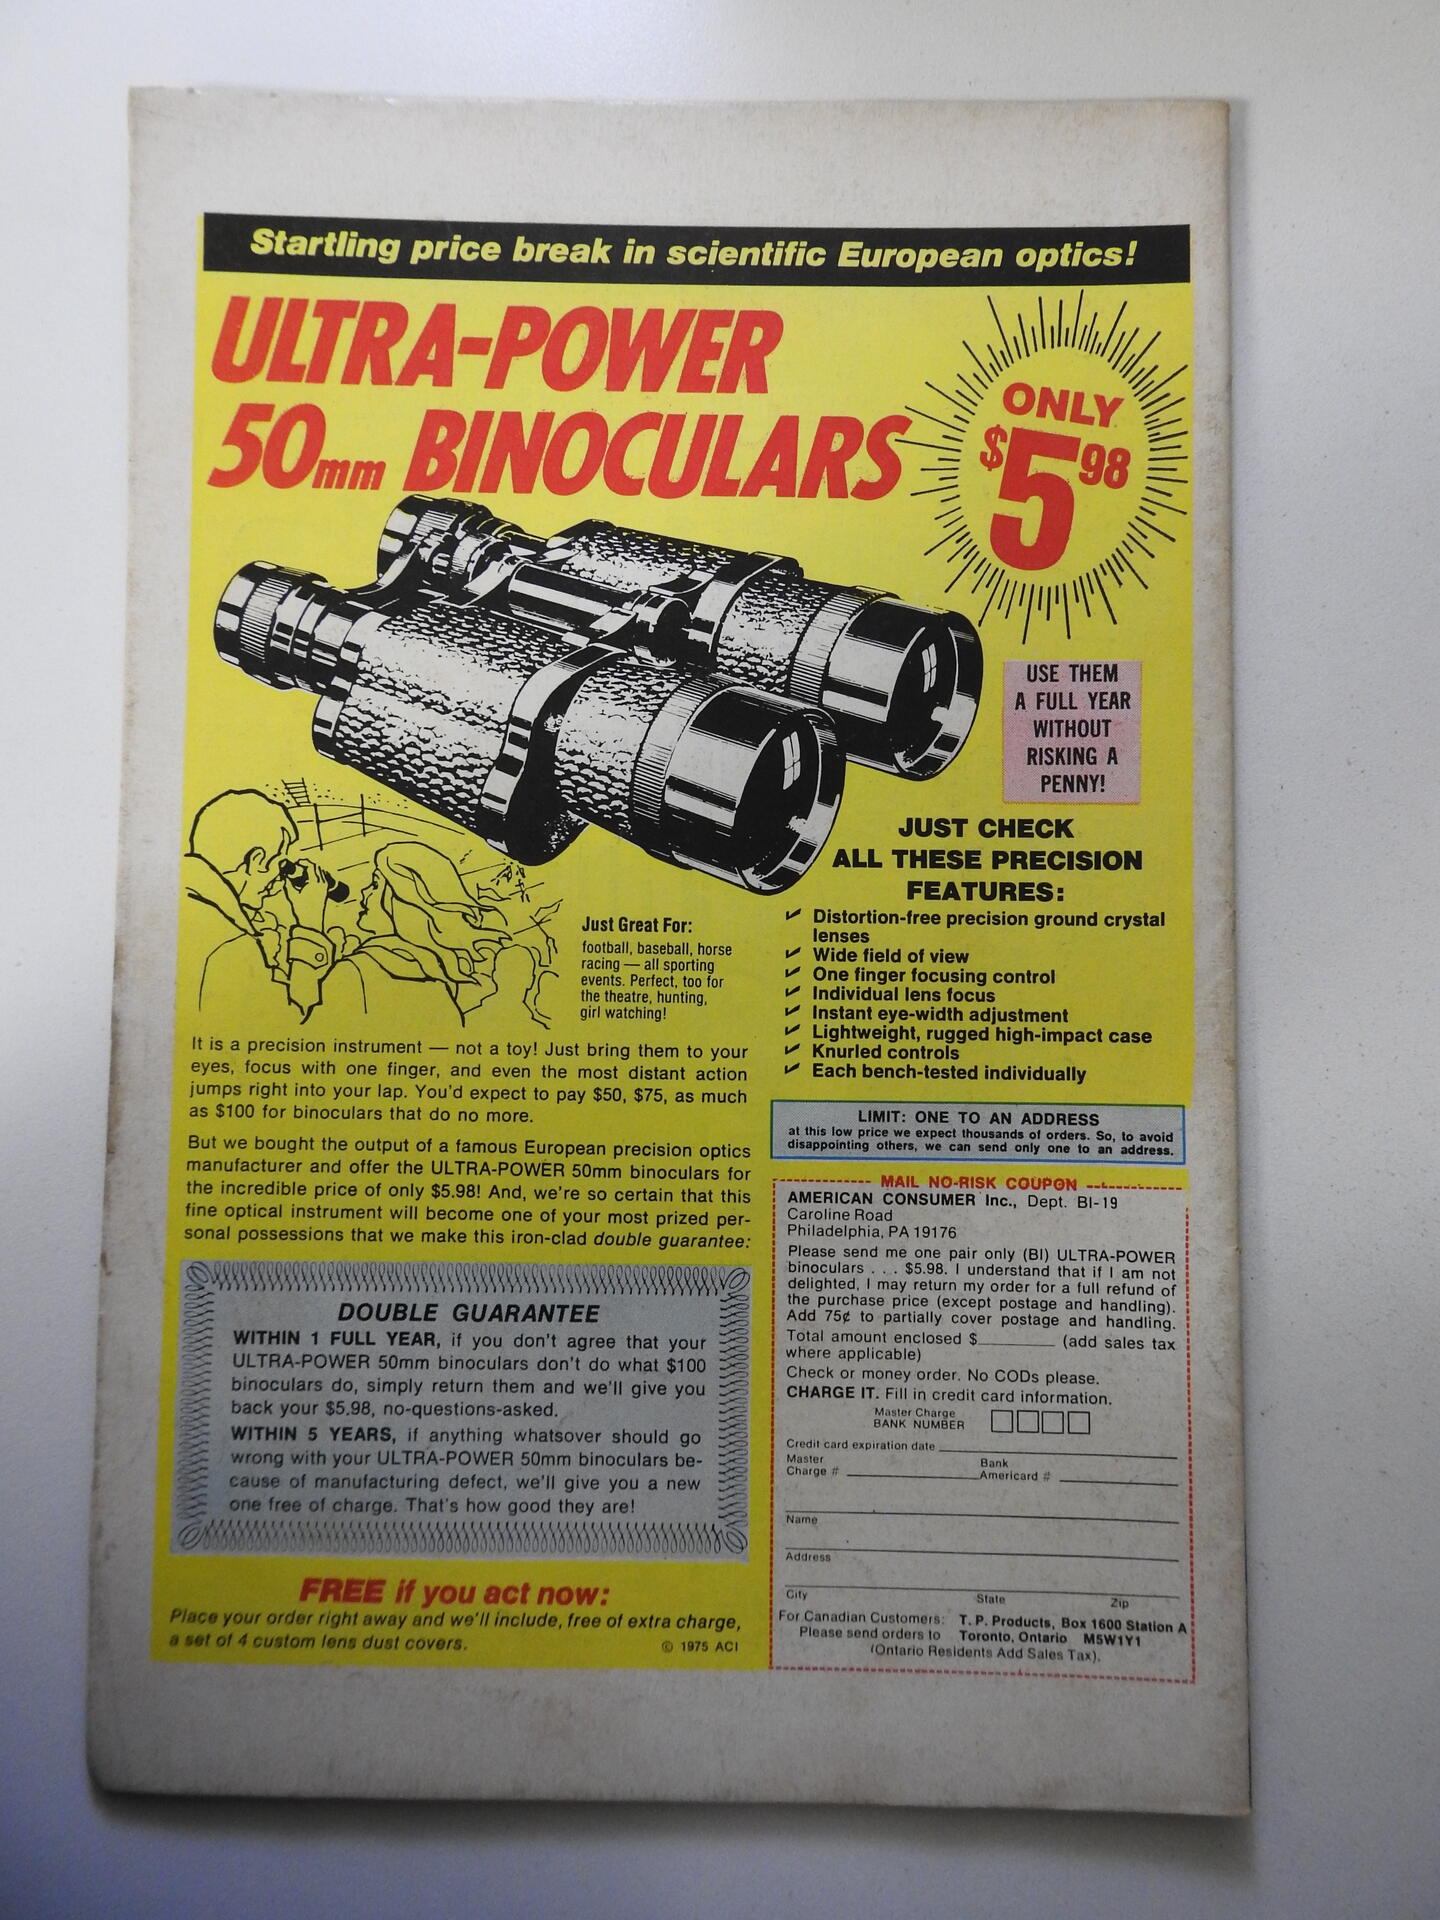 Startling price break in scientific European optics!
ULTRA-POWER
50mm BINOCULARS
ONLY
$5 98
USE THEM
A FULL YEAR
WITHOUT
RISKING A
PENNY!
JUST CHECK
ALL THESE PRECISION
FEATURES:
Distortion-free precision ground crystal
lenses
Wide field of view
One finger focusing control
Individual lens focus
Instant eye-width adjustment
Lightweight, rugged high-impact case
Knurled controls
Each bench-tested individually
Just Great For:
football, baseball, horse
racing — all sporting
events. Perfect, too for
the theatre, hunting,
girl watching!
It is a precision instrument — not a toy! Just bring them to your
eyes, focus with one finger, and even the most distant action
jumps right into your lap. You'd expect to pay $50, $75, as much
as $100 for binoculars that do no more.
But we bought the output of a famous European precision optics
manufacturer and offer the ULTRA-POWER 50mm binoculars for
the incredible price of only $5.98! And, we're so certain that this
fine optical instrument will become one of your most prized per-
sonal possessions that we make this iron-clad double guarantee:
DOUBLE GUARANTEE
WITHIN 1 FULL YEAR, if you don't agree that your
ULTRA-POWER 50mm binoculars don't do what $100
binoculars do, simply return them and we'll give you
back your $5.98, no-questions-asked.
WITHIN 5 YEARS, if anything whatsover should go
wrong with your ULTRA-POWER 50mm binoculars be-
cause of manufacturing defect, we'll give you a new
one free of charge. That's how good they are!
FREE if you act now:
Place your order right away and we'll include, free of extra charge,
a set of 4 custom lens dust covers.
© 1975 ACI
LIMIT: ONE TO AN ADDRESS
at this low price we expect thousands of orders. So, to avoid
disappointing others, we can send only one to an address.
MAIL NO-RISK COUPON
AMERICAN CONSUMER Inc., Dept. BI-19
Caroline Road
Philadelphia, PA 19176
Please send me one pair only (BI) ULTRA-POWER
binoculars . . . $5.98. I understand that if I am not
delighted, I may return my order for a full refund of
the purchase price (except postage and handling).
Add 75¢ to partially cover postage and handling.
Total amount enclosed $________ (add sales tax
where applicable)
Check or money order. No CODs please.
CHARGE IT. Fill in credit card information.
Master Charge
BANK NUMBER
Credit card expiration date
Master
Charge #
Bank
Americard #
Name
Address
City State Zip
For Canadian Customers: T. P. Products, Box 1600 Station A
Please send orders to Toronto, Ontario M5W1Y1
(Ontario Residents Add Sales Tax).